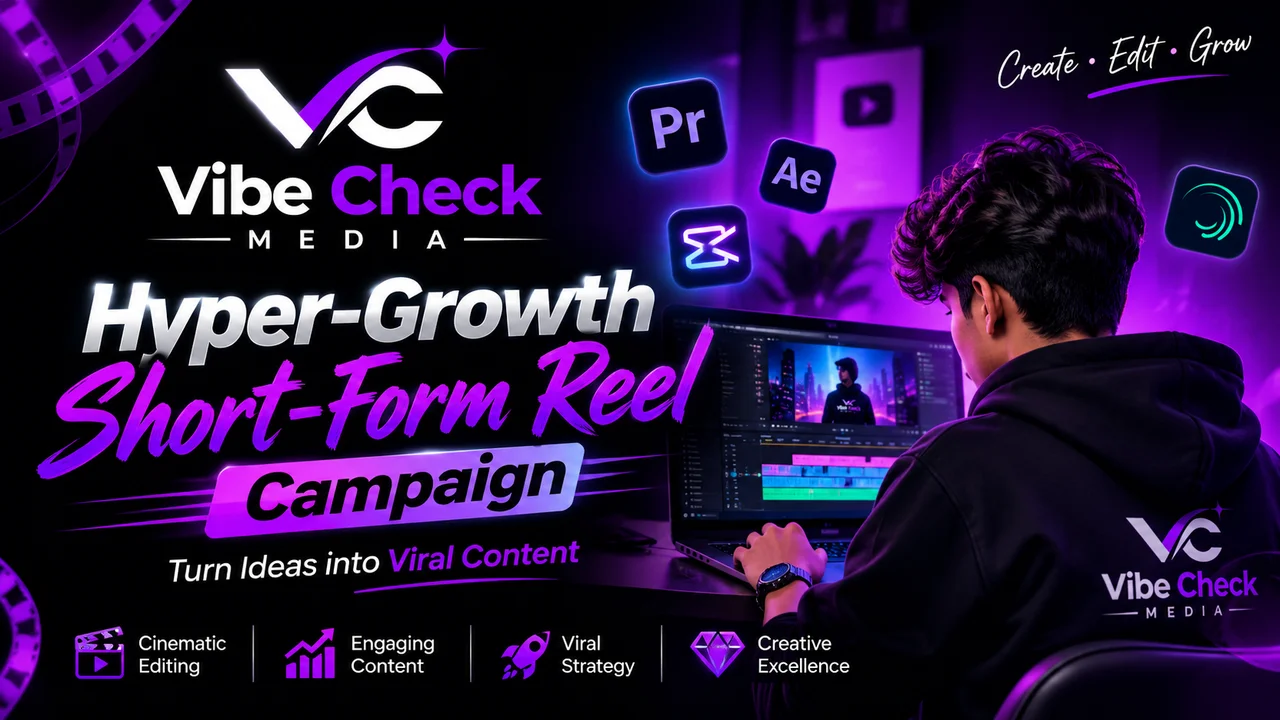 Create • Edit • Grow
VC
Vibe Check
MEDIA
Pr
Ae
Hyper-Growth
Short-Form Reel
Campaign
Turn Ideas into Viral Content
VC
Vibe Check
MEDIA
Cinematic
Editing
Engaging
Content
Viral
Strategy
Creative
Excellence